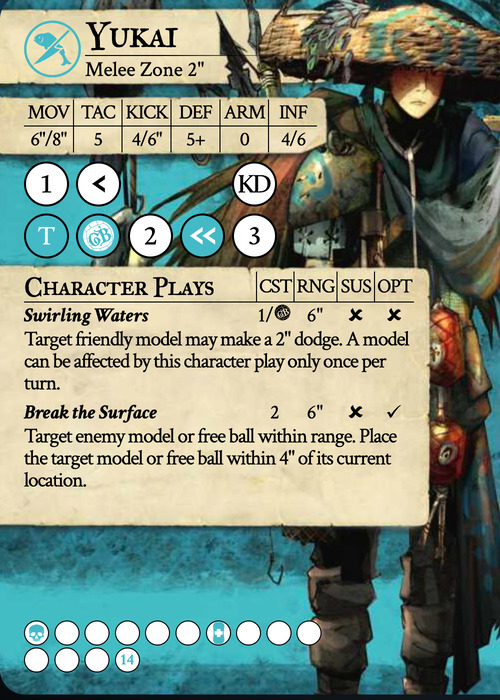 Yukai
Melee Zone 2"
MOV TAC KICK DEF ARM INF
6"/8" 5 4/6" 5+ 0 4/6
1 < KD
T GB 2 << 3
Character Plays CST RNG SUS OPT
Swirling Waters 1/GB 6" ✘ ✘
Target friendly model may make a 2" dodge. A model
can be affected by this character play only once per
turn.
Break the Surface 2 6" ✘ ✓
Target enemy model or free ball within range. Place
the target model or free ball within 4" of its current
location.
14